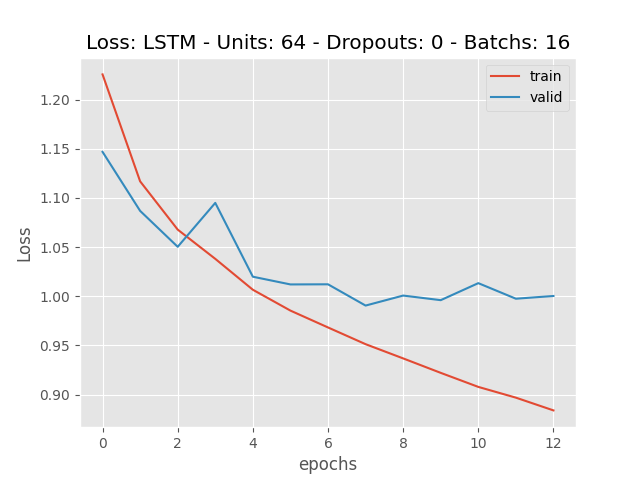 Loss: LSTM - Units: 64 - Dropouts: 0 - Batchs: 16
train
valid
1.20
1.15
1.10
1.05
1.00
0.95
0.90
Loss
0 2 4 6 8 10 12
epochs